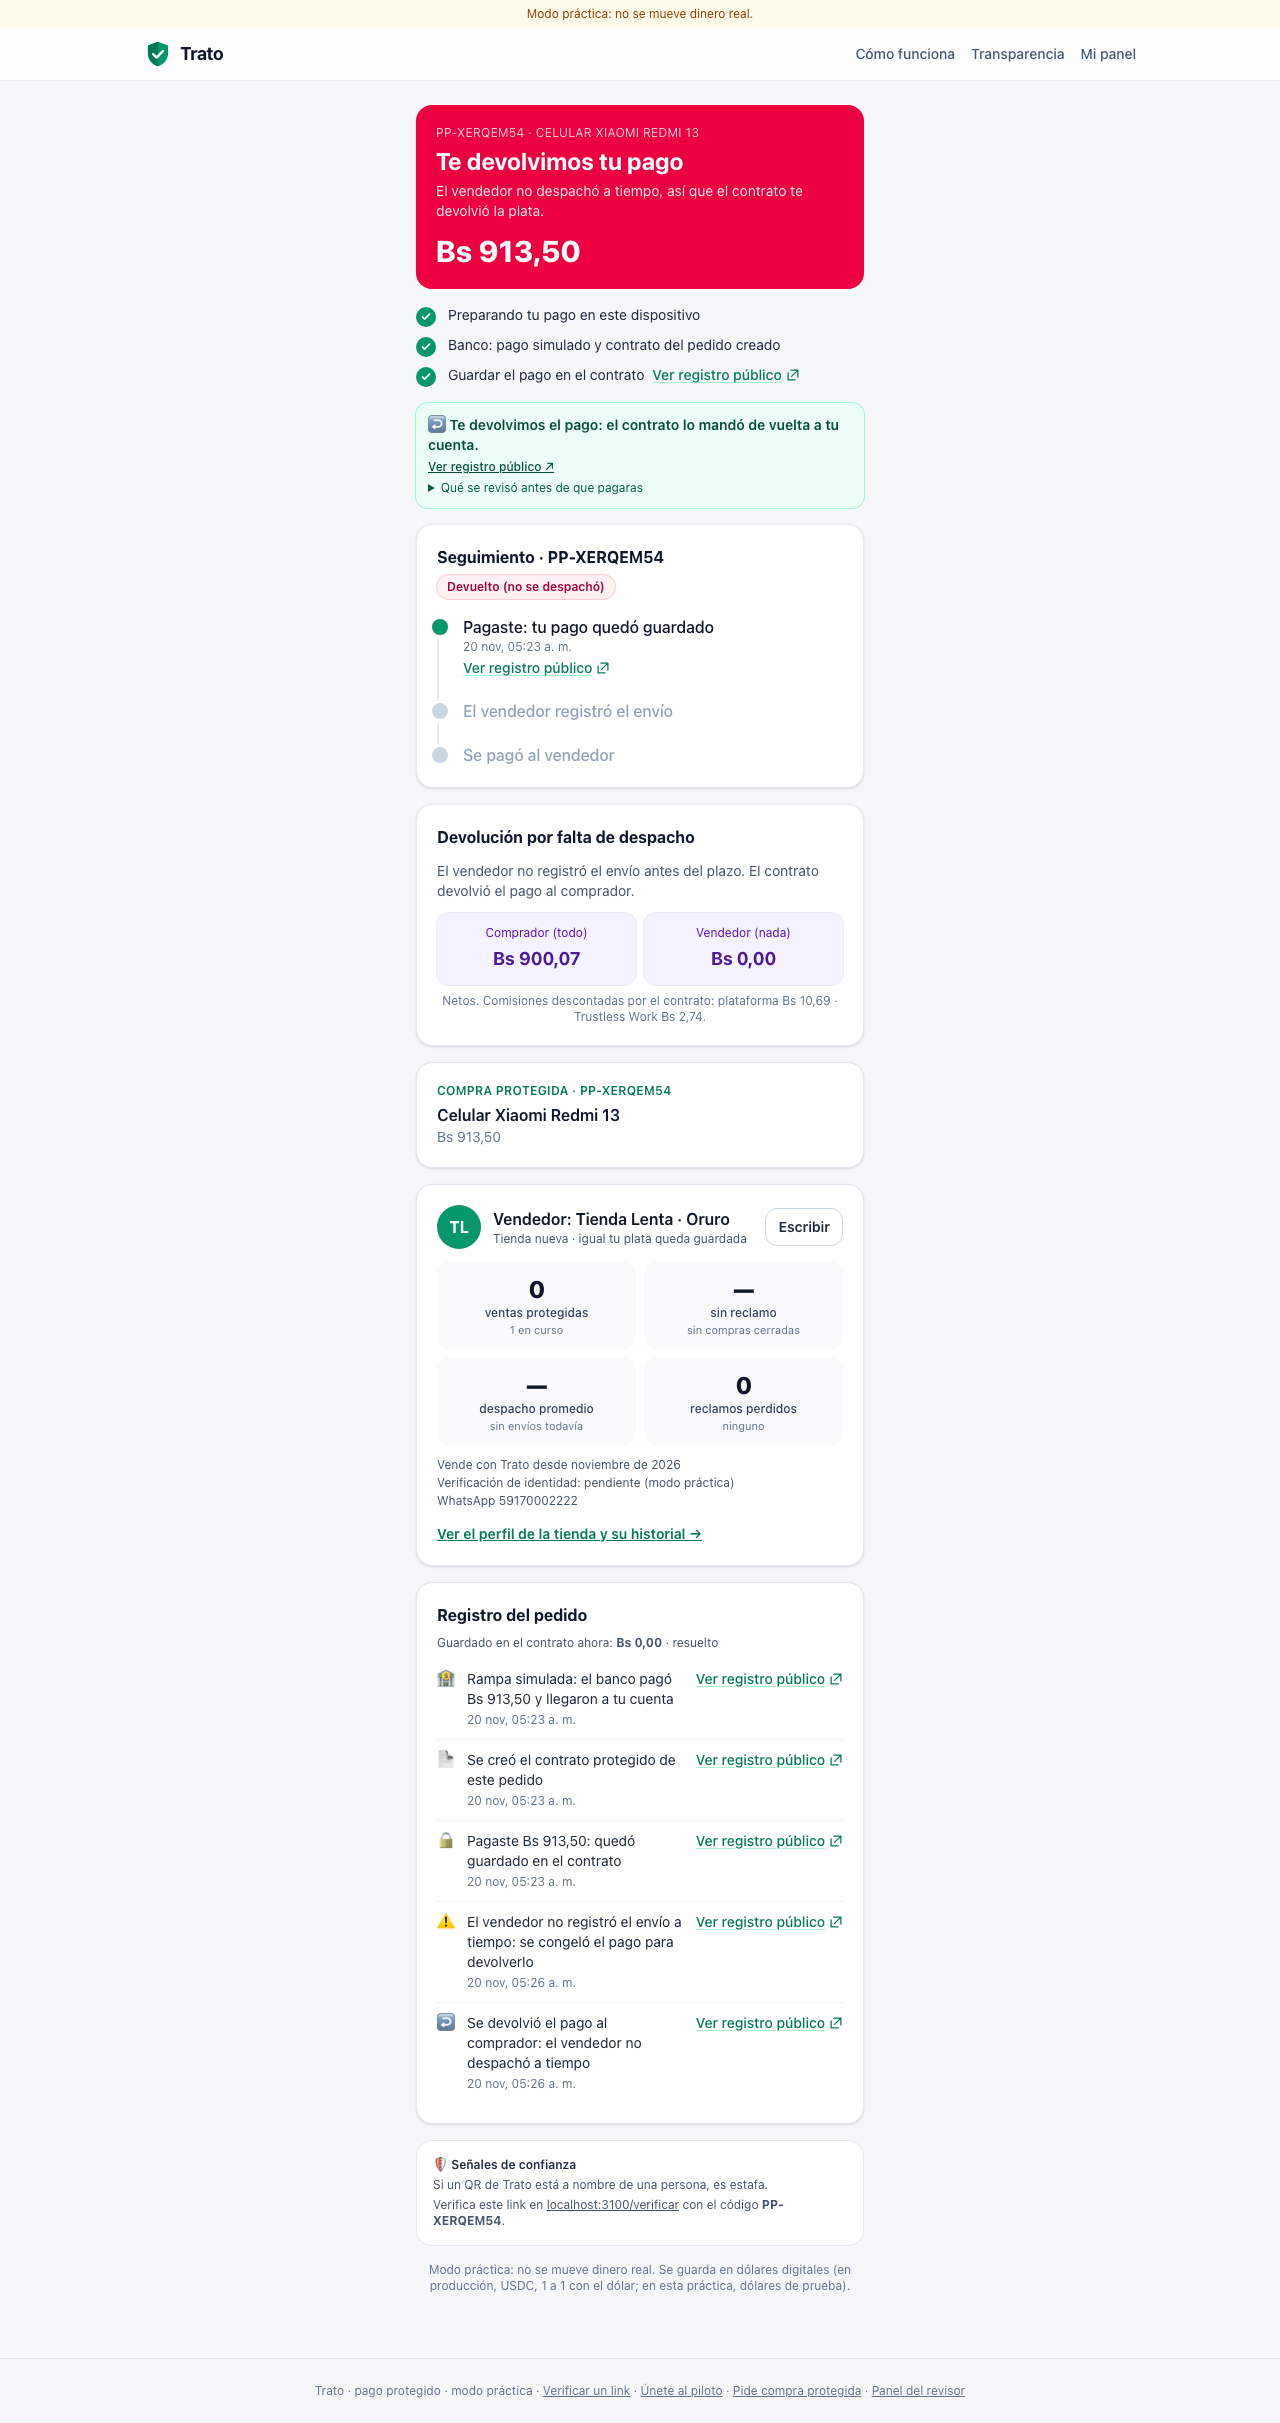 Modo práctica: no se mueve dinero real.
Trato
Cómo funciona Transparencia Mi panel
PP-XERQEM54 · CELULAR XIAOMI REDMI 13
Te devolvimos tu pago
El vendedor no despachó a tiempo, así que el contrato te
devolvió la plata.
Bs 913,50
Preparando tu pago en este dispositivo
Banco: pago simulado y contrato del pedido creado
Guardar el pago en el contrato Ver registro público
Te devolvimos el pago: el contrato lo mandó de vuelta a tu
cuenta.
Ver registro público ↗
▶ Qué se revisó antes de que pagaras
Seguimiento · PP-XERQEM54
Devuelto (no se despachó)
Pagaste: tu pago quedó guardado
20 nov, 05:23 a. m.
Ver registro público
El vendedor registró el envío
Se pagó al vendedor
Devolución por falta de despacho
El vendedor no registró el envío antes del plazo. El contrato
devolvió el pago al comprador.
Comprador (todo)
Bs 900,07
Vendedor (nada)
Bs 0,00
Netos. Comisiones descontadas por el contrato: plataforma Bs 10,69 ·
Trustless Work Bs 2,74.
COMPRA PROTEGIDA · PP-XERQEM54
Celular Xiaomi Redmi 13
Bs 913,50
TL
Vendedor: Tienda Lenta · Oruro
Tienda nueva · igual tu plata queda guardada
Escribir
0
ventas protegidas
1 en curso
—
sin reclamo
sin compras cerradas
—
despacho promedio
sin envíos todavía
0
reclamos perdidos
ninguno
Vende con Trato desde noviembre de 2026
Verificación de identidad: pendiente (modo práctica)
WhatsApp 59170002222
Ver el perfil de la tienda y su historial →
Registro del pedido
Guardado en el contrato ahora: Bs 0,00 · resuelto
Rampa simulada: el banco pagó
Bs 913,50 y llegaron a tu cuenta
20 nov, 05:23 a. m.
Ver registro público
Se creó el contrato protegido de
este pedido
20 nov, 05:23 a. m.
Ver registro público
Pagaste Bs 913,50: quedó
guardado en el contrato
20 nov, 05:23 a. m.
Ver registro público
El vendedor no registró el envío a
tiempo: se congeló el pago para
devolverlo
20 nov, 05:26 a. m.
Ver registro público
Se devolvió el pago al
comprador: el vendedor no
despachó a tiempo
20 nov, 05:26 a. m.
Ver registro público
Señales de confianza
Si un QR de Trato está a nombre de una persona, es estafa.
Verifica este link en localhost:3100/verificar con el código PP-
XERQEM54.
Modo práctica: no se mueve dinero real. Se guarda en dólares digitales (en
producción, USDC, 1 a 1 con el dólar; en esta práctica, dólares de prueba).
Trato · pago protegido · modo práctica · Verificar un link · Únete al piloto · Pide compra protegida · Panel del revisor